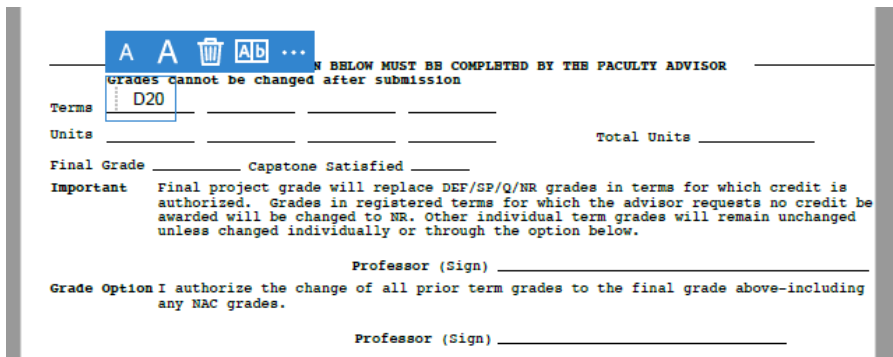 A A Ab ...
N BELOW MUST BE COMPLETED BY THE FACULTY ADVISOR
Grades cannot be changed after submission
Terms D20
Units Total Units
Final Grade Capstone Satisfied
Important Final project grade will replace DEF/SP/Q/NR grades in terms for which credit is
authorized. Grades in registered terms for which the advisor requests no credit be
awarded will be changed to NR. Other individual term grades will remain unchanged
unless changed individually or through the option below.
Professor (Sign)
Grade Option I authorize the change of all prior term grades to the final grade above-including
any NAC grades.
Professor (Sign)